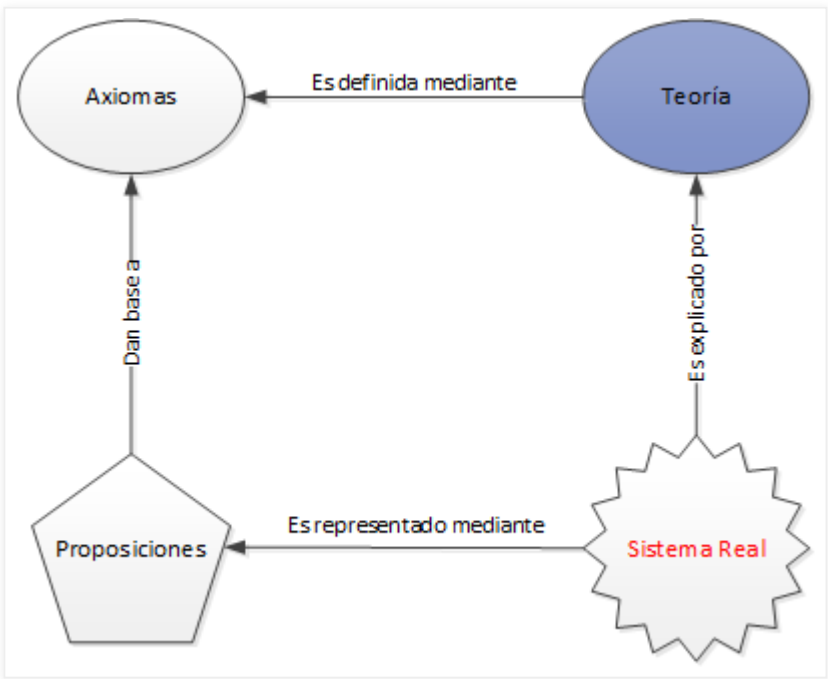 Es definida mediante
Axiomas
Teoría
Dan base a
Es explicado por
Es representado mediante
Proposiciones
Sistema Real